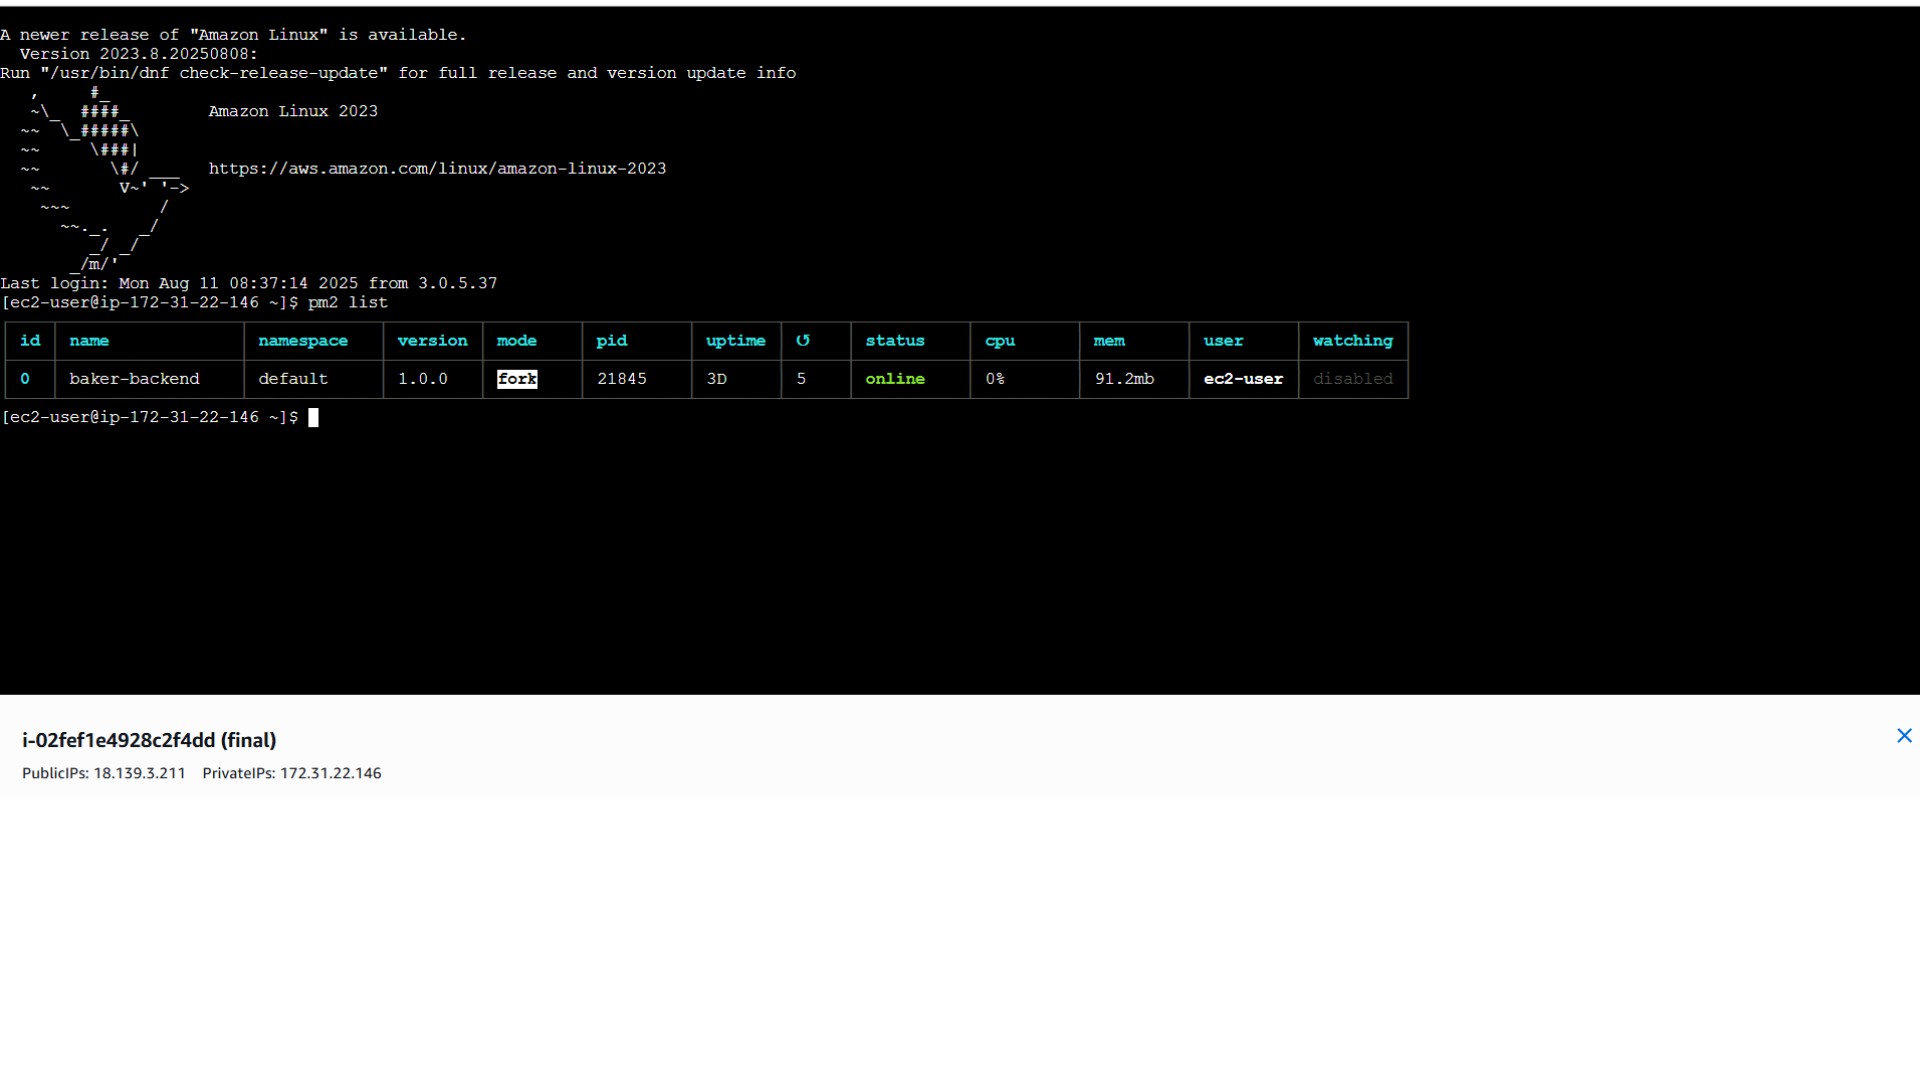 A newer release of "Amazon Linux" is available.
  Version 2023.8.20250808:
Run "/usr/bin/dnf check-release-update" for full release and version update info
   ,     #_
   ~\_  ####_        Amazon Linux 2023
  ~~  \_#####\
  ~~     \###|
  ~~       \#/ ___   https://aws.amazon.com/linux/amazon-linux-2023
   ~~       V~' '->
    ~~~         /
      ~~._.   _/
         _/ _/
       _/m/'
Last login: Mon Aug 11 08:37:14 2025 from 3.0.5.37
[ec2-user@ip-172-31-22-146 ~]$ pm2 list
id name namespace version mode pid uptime ↺ status cpu mem user watching
0 baker-backend default 1.0.0 fork 21845 3D 5 online 0% 91.2mb ec2-user disabled
[ec2-user@ip-172-31-22-146 ~]$
i-02fef1e4928c2f4dd (final)
PublicIPs: 18.139.3.211 PrivateIPs: 172.31.22.146